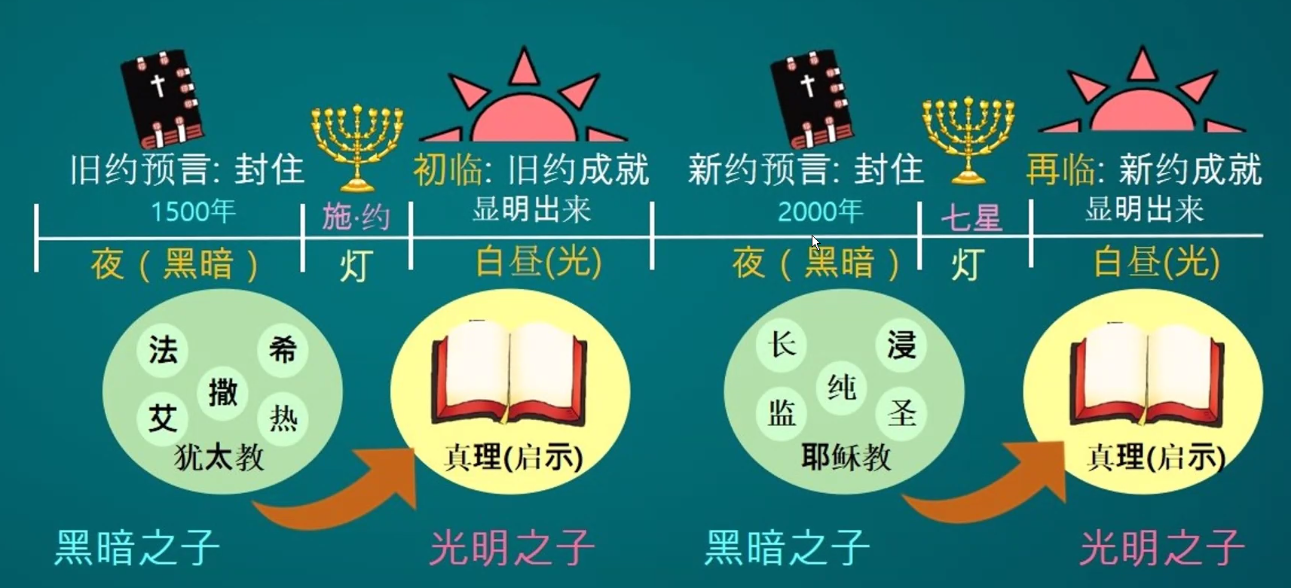 旧约预言: 封住
初临: 旧约成就
新约预言: 封住
再临: 新约成就
1500年
施·约
显明出来
2000年
七星
显明出来
夜（黑暗）
灯
白昼(光)
夜（黑暗）
灯
白昼(光)
法 希
撒
艾 热
犹太教
真理(启示)
长 浸
纯
监 圣
耶稣教
真理(启示)
黑暗之子
光明之子
黑暗之子
光明之子